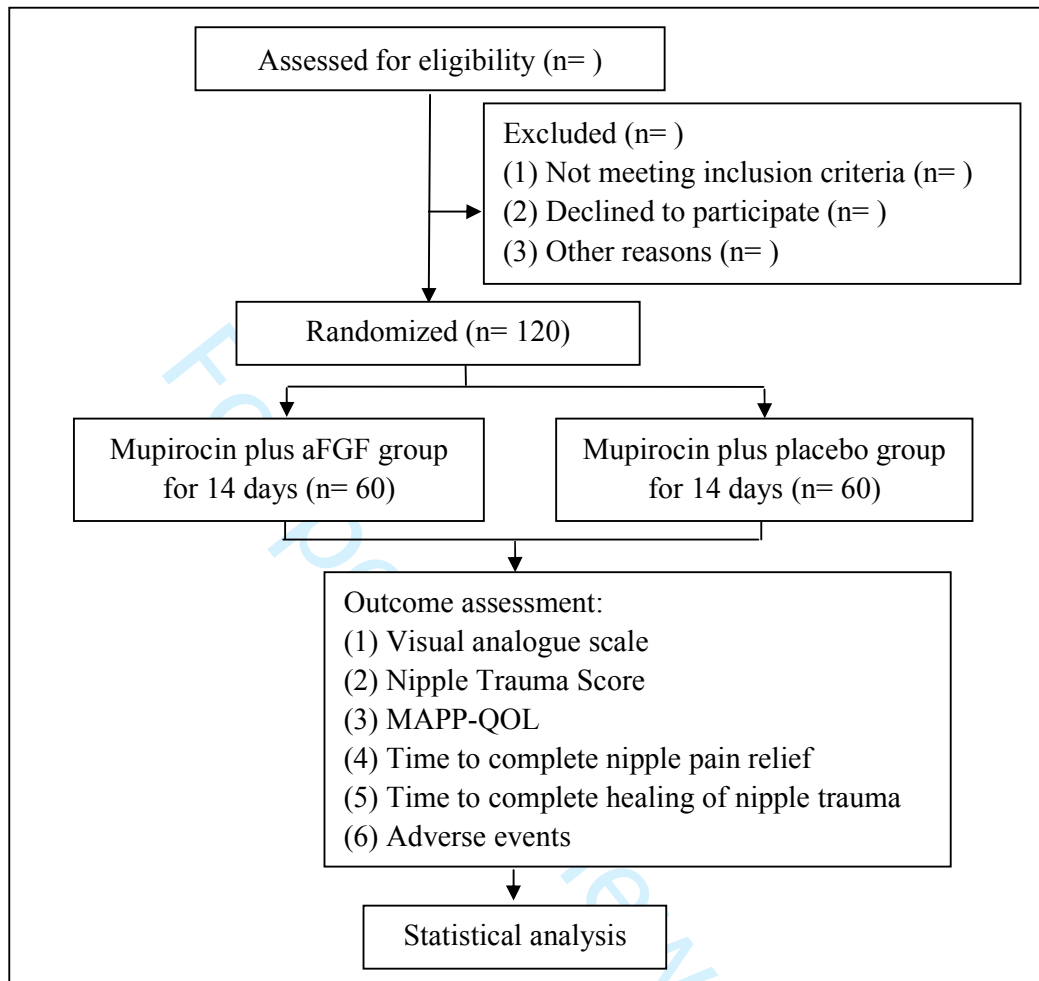 Assessed for eligibility (n= )
Excluded (n= )
(1) Not meeting inclusion criteria (n= )
(2) Declined to participate (n= )
(3) Other reasons (n= )
Randomized (n= 120)
Mupirocin plus aFGF group
for 14 days (n= 60)
Mupirocin plus placebo group
for 14 days (n= 60)
Outcome assessment:
(1) Visual analogue scale
(2) Nipple Trauma Score
(3) MAPP-QOL
(4) Time to complete nipple pain relief
(5) Time to complete healing of nipple trauma
(6) Adverse events
Statistical analysis